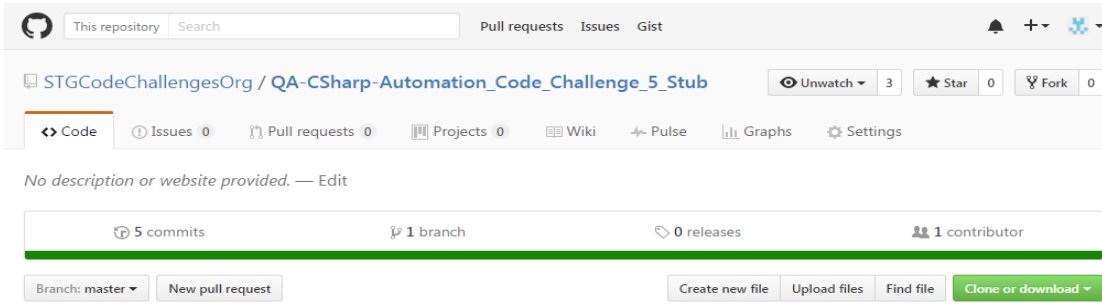 This repository Search Pull requests Issues Gist
STGCodeChallengesOrg / QA-CSharp-Automation_Code_Challenge_5_Stub Unwatch 3 Star 0 Fork 0
Code Issues 0 Pull requests 0 Projects 0 Wiki Pulse Graphs Settings
No description or website provided. — Edit
5 commits 1 branch 0 releases 1 contributor
Branch: master New pull request Create new file Upload files Find file Clone or download